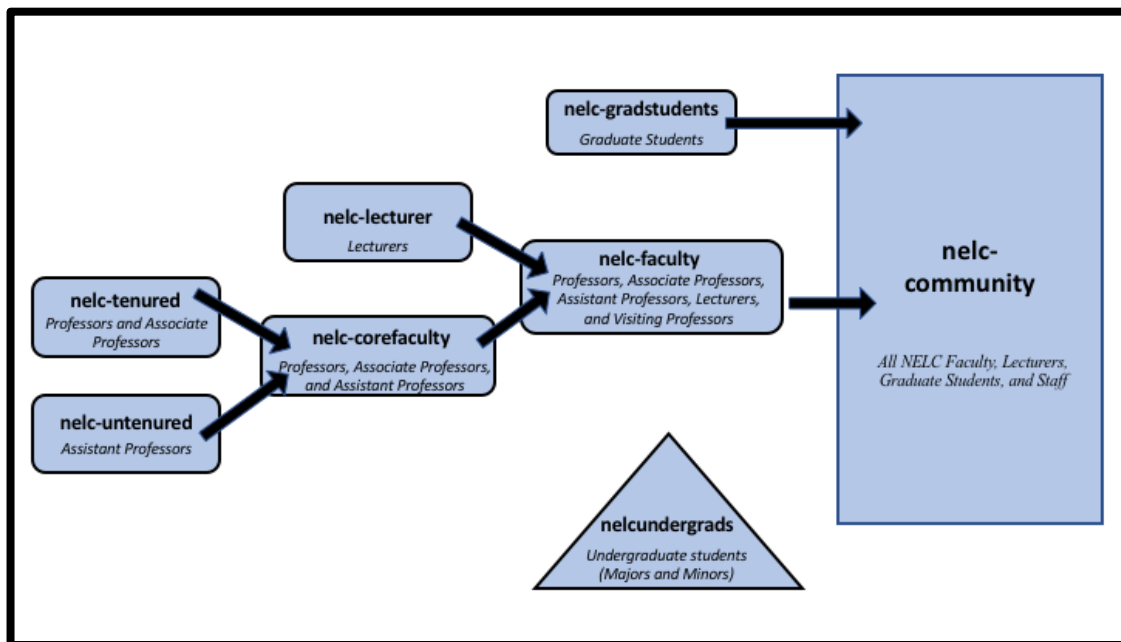 nelc-gradstudents
Graduate Students
nelc-lecturer
Lecturers
nelc-faculty
Professors, Associate Professors,
Assistant Professors, Lecturers,
and Visiting Professors
nelc-
community
All NELC Faculty, Lecturers,
Graduate Students, and Staff
nelc-tenured
Professors and Associate
Professors
nelc-corefaculty
Professors, Associate Professors,
and Assistant Professors
nelc-untenured
Assistant Professors
nelcundergrads
Undergraduate students
(Majors and Minors)